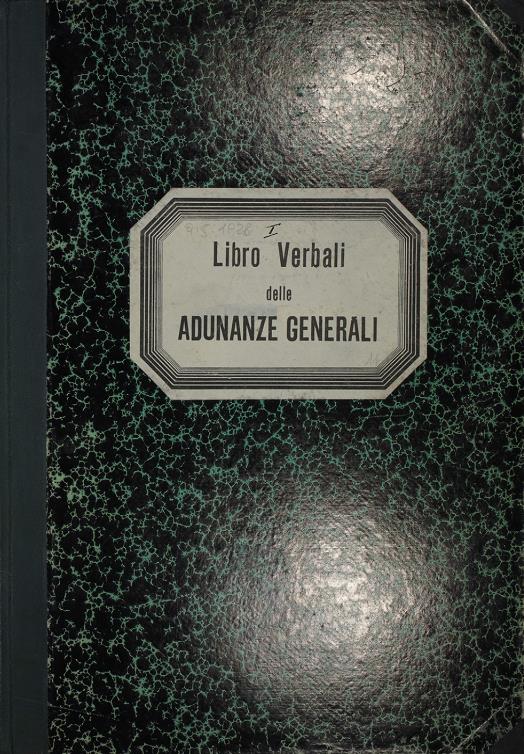 I
Libro Verbali
delle
ADUNANZE GENERALI